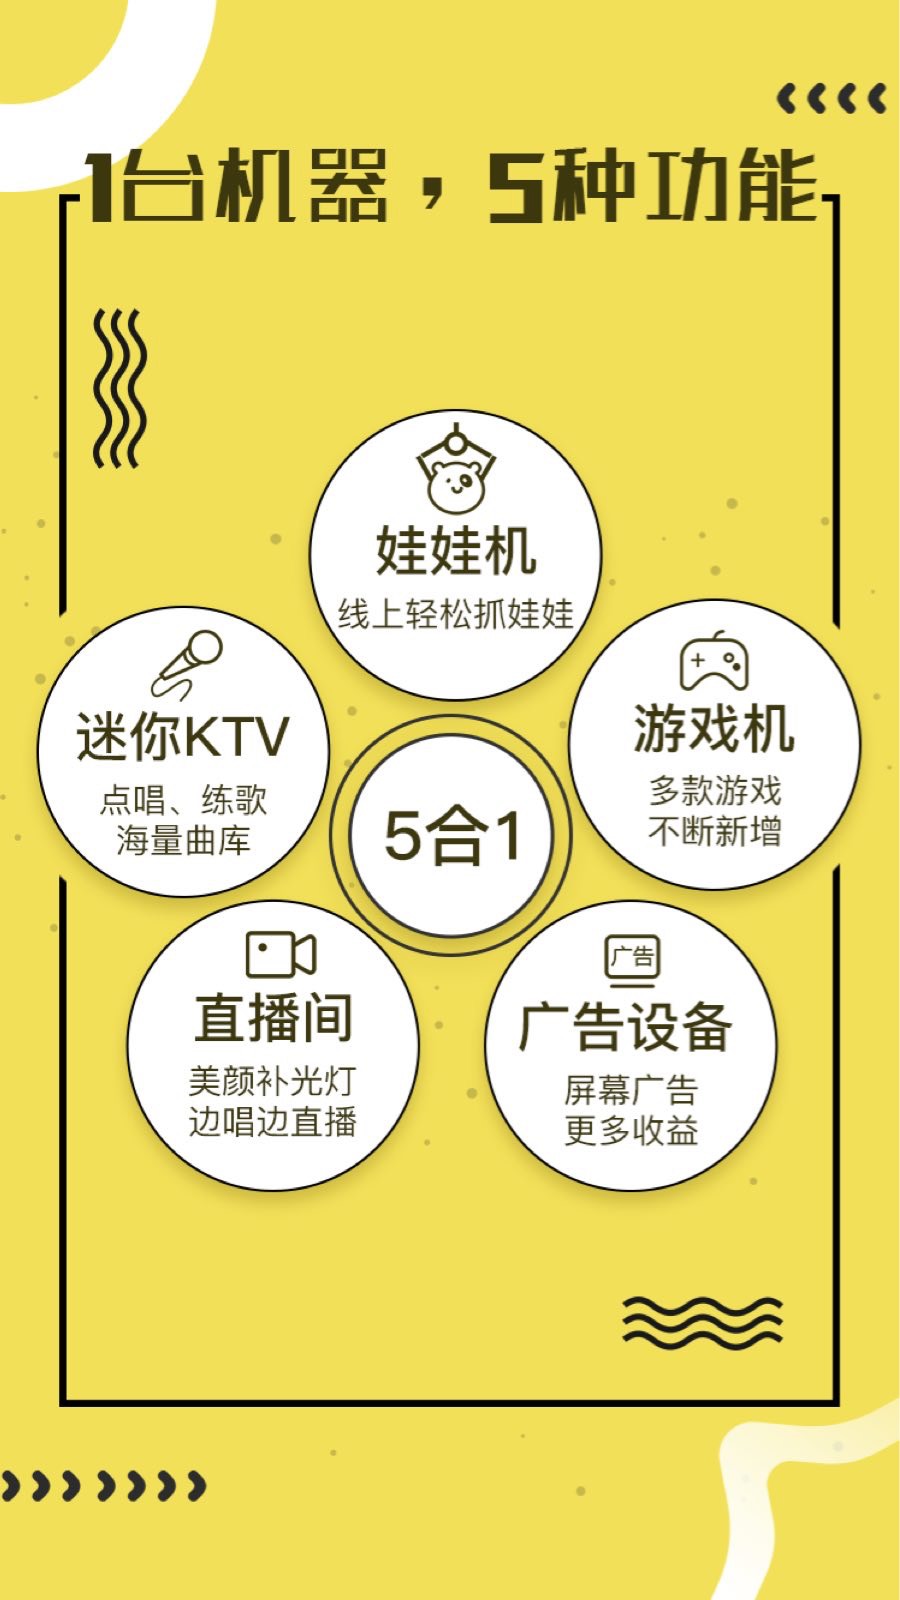 1台机器，5种功能
娃娃机
线上轻松抓娃娃
迷你KTV
点唱、练歌
海量曲库
游戏机
多款游戏
不断新增
5合1
直播间
美颜补光灯
边唱边直播
广告
广告设备
屏幕广告
更多收益